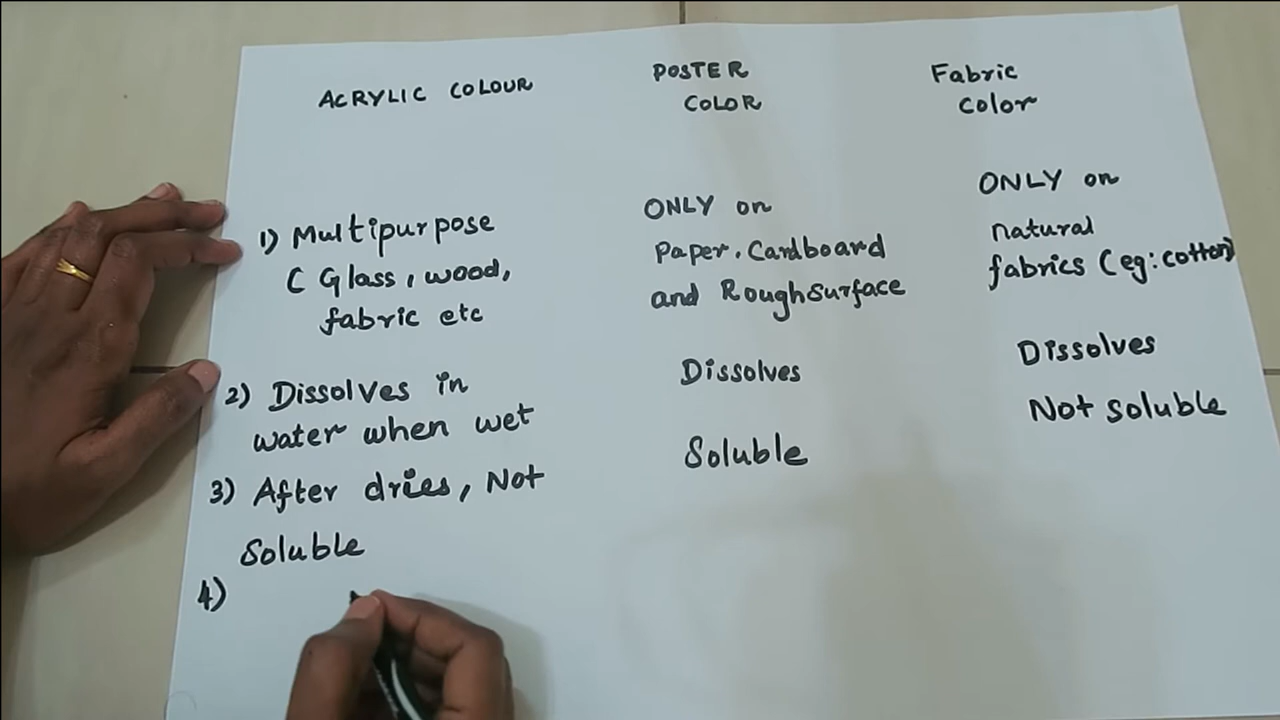 ACRYLIC COLOUR
POSTER
COLOR
Fabric
Color
1) Multipurpose
( Glass, wood,
fabric etc
ONLY on
Paper, Cardboard
and Rough surface
ONLY on
natural
fabrics (eg: cotton)
2) Dissolves in
water when wet
Dissolves
Dissolves
3) After dries, Not
Soluble
Soluble
Not soluble
4)